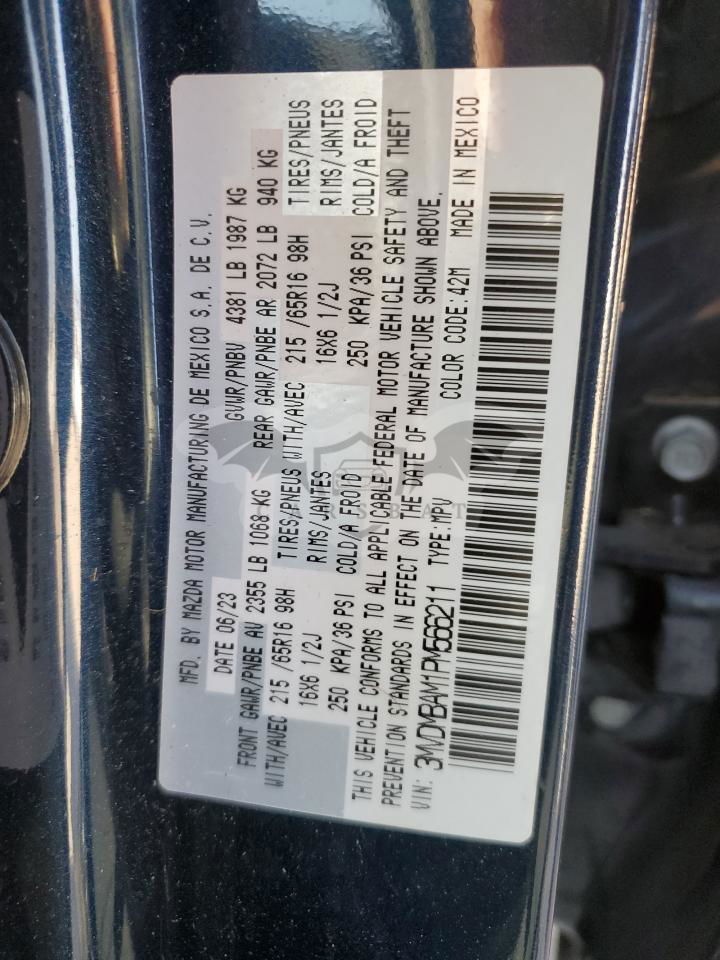 MFD. BY MAZDA MOTOR MANUFACTURING DE MEXICO S.A. DE C.V.
DATE 06/23 GVWR/PNBV 4381 LB 1987 KG
FRONT GAWR/PNBE AV 2355 LB 1068 KG REAR GAWR/PNBE AR 2072 LB 940 KG
WITH/AVEC 215 /65R16 98H TIRES/PNEUS WITH/AVEC 215 /65R16 98H TIRES/PNEUS
16X6 1/2J RIMS/JANTES 16X6 1/2J RIMS/JANTES
250 KPA/36 PSI COLD/A FROID 250 KPA/36 PSI COLD/A FROID
THIS VEHICLE CONFORMS TO ALL APPLICABLE FEDERAL MOTOR VEHICLE SAFETY AND THEFT
PREVENTION STANDARDS IN EFFECT ON THE DATE OF MANUFACTURE SHOWN ABOVE.
VIN: 3MVDMBAM1PM566211 TYPE:MPV COLOR CODE:42M MADE IN MEXICO